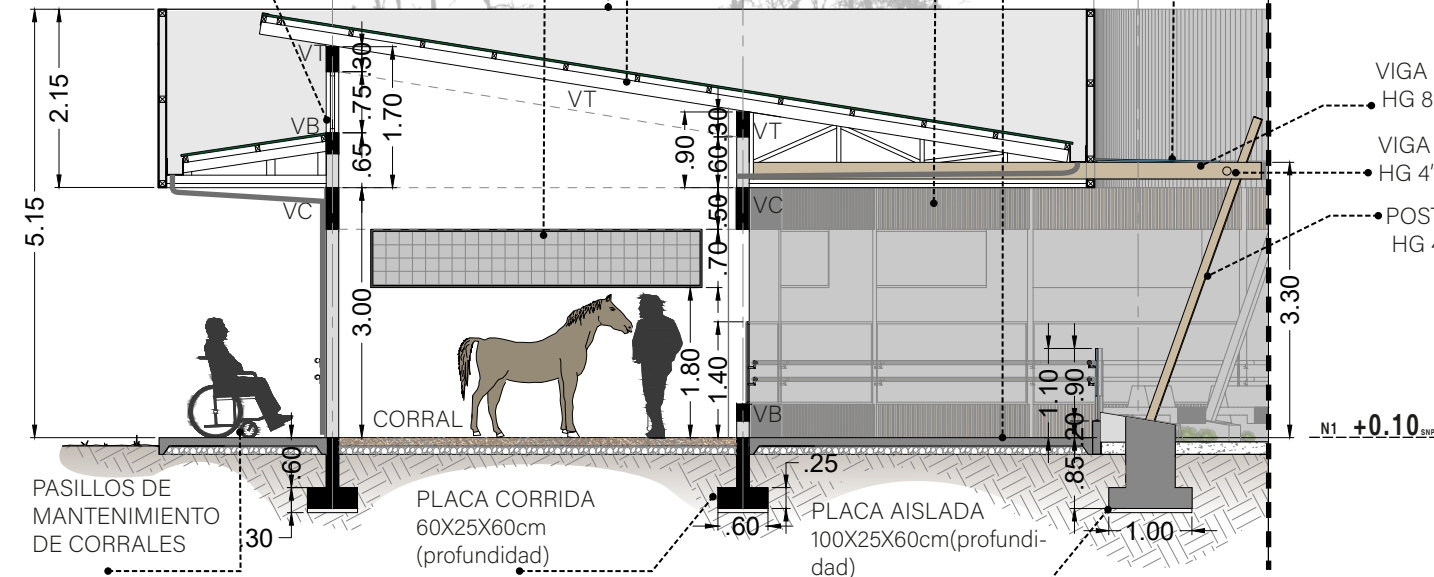 VT
.30
.75
1.70
2.15
VB
.65
VT
.90
.30
VT
.60
VIGA
HG 8
VIGA
HG 4"
POST
HG 4
5.15
VC
VC
.50
.70
3.00
3.30
1.80
1.40
1.10
.90
CORRAL
VB
.20
N1 +0.10 SNP
.60
.25
.85
PASILLOS DE
MANTENIMIENTO
DE CORRALES
.30
PLACA CORRIDA
60X25X60cm
(profundidad)
.60
PLACA AISLADA
100X25X60cm(profundi-
dad)
1.00